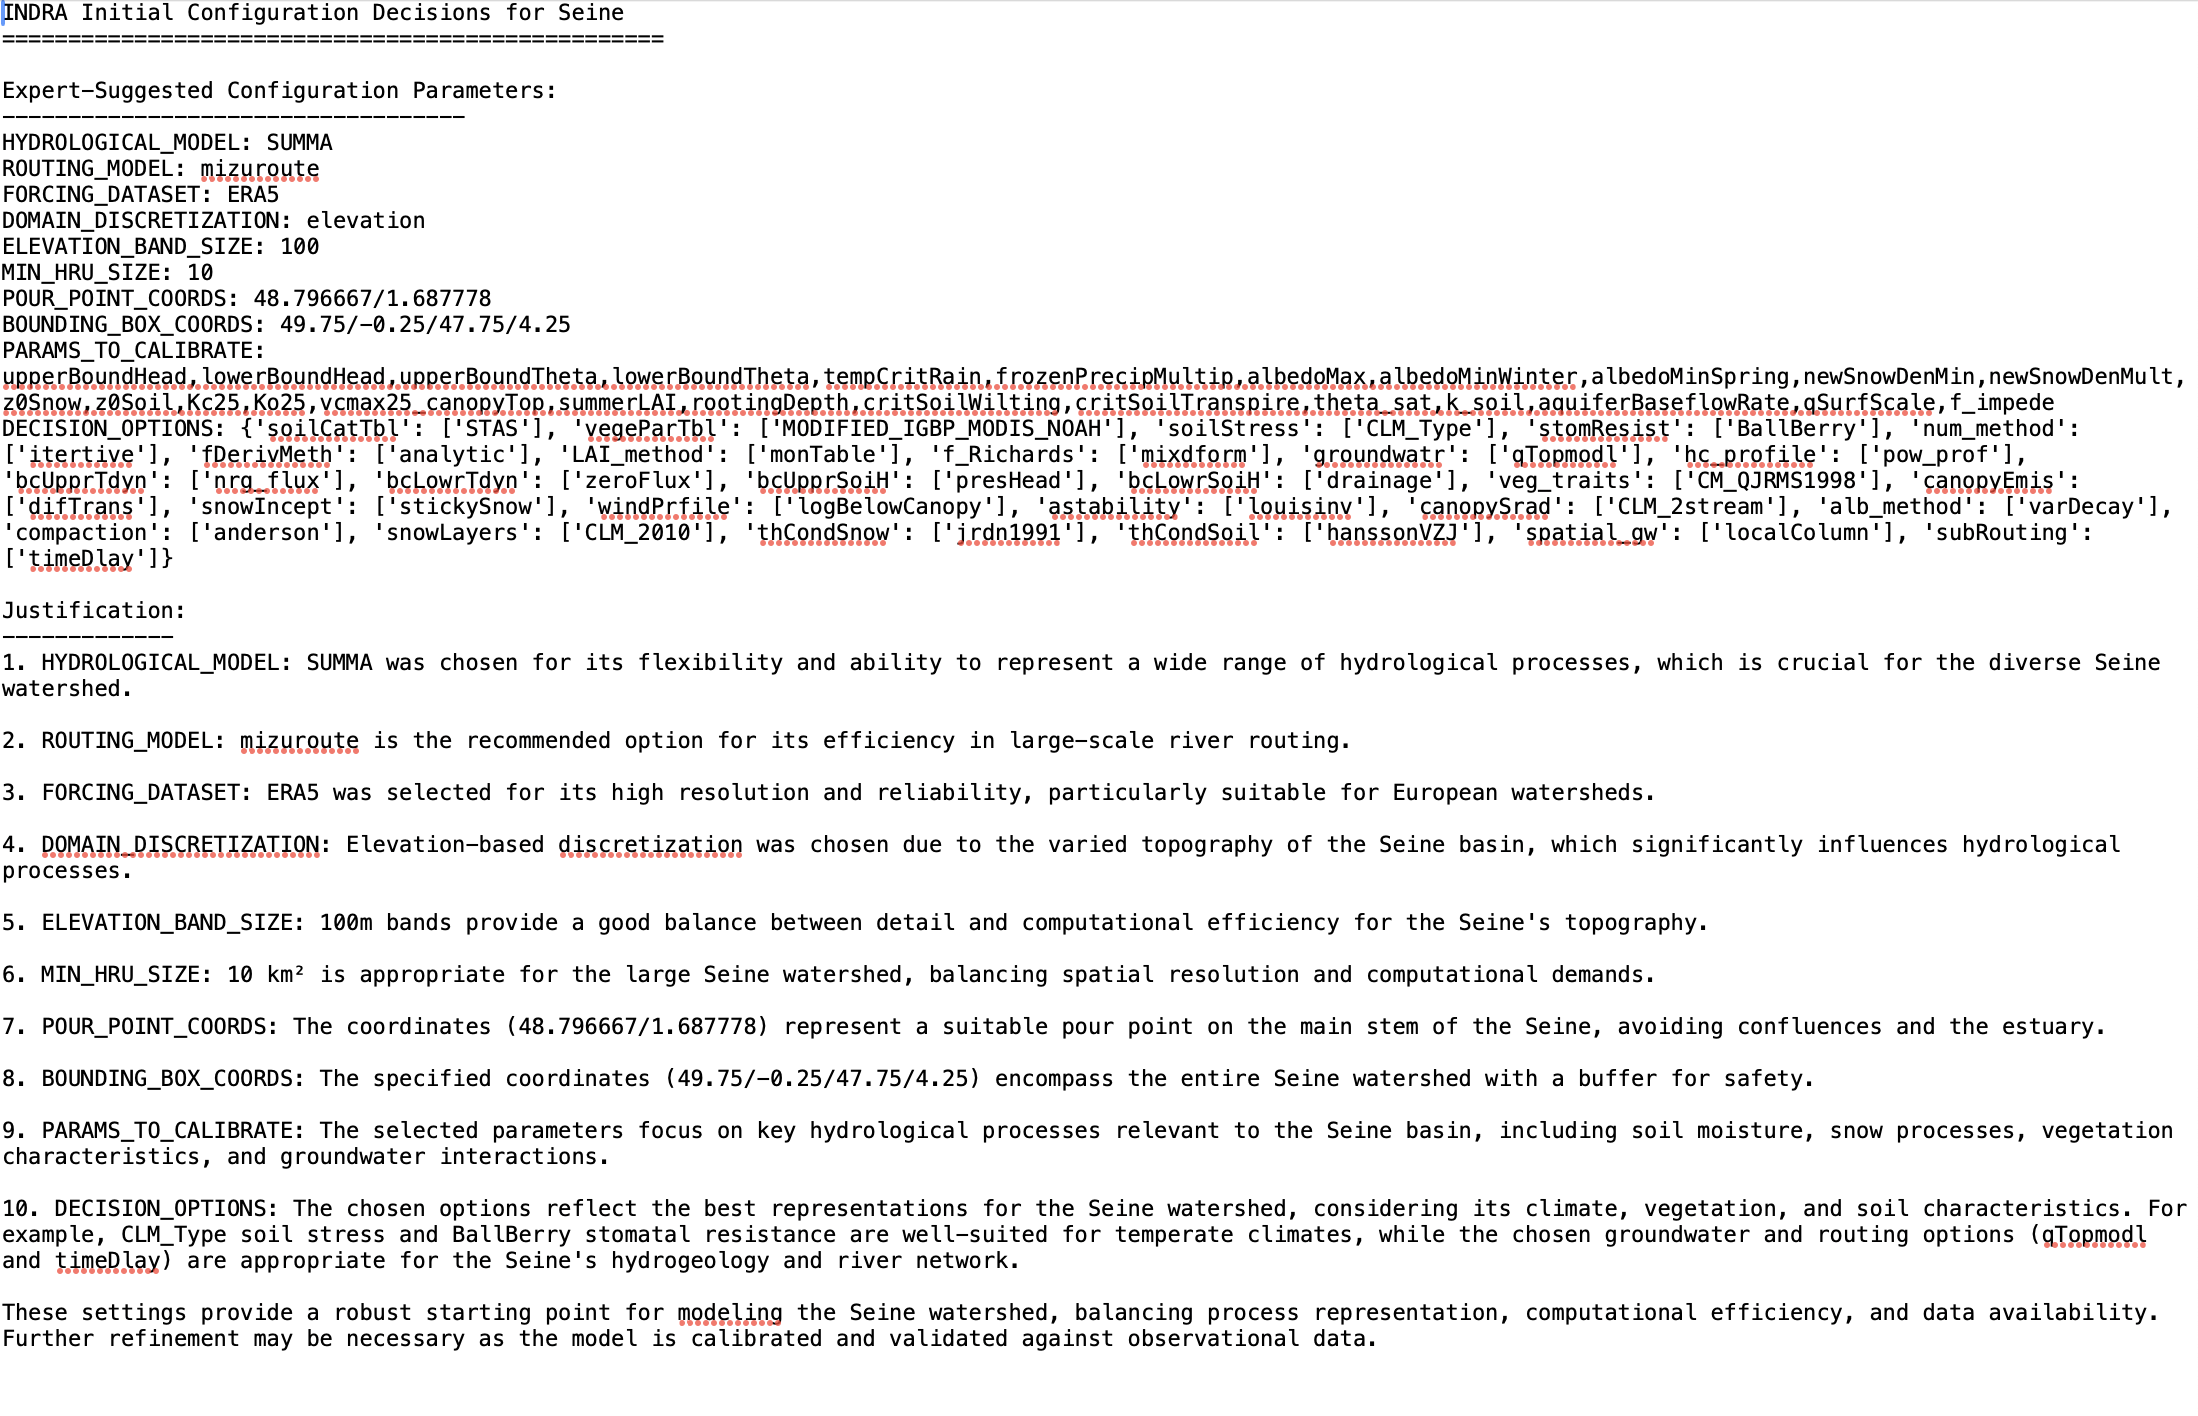 INDRA Initial Configuration Decisions for Seine
==================================================
Expert-Suggested Configuration Parameters:
-----------------------------------
HYDROLOGICAL_MODEL: SUMMA
ROUTING_MODEL: mizuroute
FORCING_DATASET: ERA5
DOMAIN_DISCRETIZATION: elevation
ELEVATION_BAND_SIZE: 100
MIN_HRU_SIZE: 10
POUR_POINT_COORDS: 48.796667/1.687778
BOUNDING_BOX_COORDS: 49.75/-0.25/47.75/4.25
PARAMS_TO_CALIBRATE:
upperBoundHead,lowerBoundHead,upperBoundTheta,lowerBoundTheta,tempCritRain,frozenPrecipMultip,albedoMax,albedoMinWinter,albedoMinSpring,newSnowDenMin,newSnowDenMult,
z0Snow,z0Soil,Kc25,Ko25,vcmax25_canopyTop,summerLAI,rootingDepth,critSoilWilting,critSoilTranspire,theta_sat,k_soil,aquiferBaseflowRate,qSurfScale,f_impede
DECISION_OPTIONS: {'soilCatTbl': ['STAS'], 'vegeParTbl': ['MODIFIED_IGBP_MODIS_NOAH'], 'soilStress': ['CLM_Type'], 'stomResist': ['BallBerry'], 'num_method':
['itertive'], 'fDerivMeth': ['analytic'], 'LAI_method': ['monTable'], 'f_Richards': ['mixdform'], 'groundwatr': ['qTopmodl'], 'hc_profile': ['pow_prof'],
'bcUpprTdyn': ['nrg_flux'], 'bcLowrTdyn': ['zeroFlux'], 'bcUpprSoiH': ['presHead'], 'bcLowrSoiH': ['drainage'], 'veg_traits': ['CM_QJRMS1998'], 'canopyEmis':
['difTrans'], 'snowIncept': ['stickySnow'], 'windPrfile': ['logBelowCanopy'], 'astability': ['louisinv'], 'canopySrad': ['CLM_2stream'], 'alb_method': ['varDecay'],
'compaction': ['anderson'], 'snowLayers': ['CLM_2010'], 'thCondSnow': ['jrdn1991'], 'thCondSoil': ['hanssonVZJ'], 'spatial_gw': ['localColumn'], 'subRouting':
['timeDlay']}
Justification:
-------------
1. HYDROLOGICAL_MODEL: SUMMA was chosen for its flexibility and ability to represent a wide range of hydrological processes, which is crucial for the diverse Seine
watershed.
2. ROUTING_MODEL: mizuroute is the recommended option for its efficiency in large-scale river routing.
3. FORCING_DATASET: ERA5 was selected for its high resolution and reliability, particularly suitable for European watersheds.
4. DOMAIN_DISCRETIZATION: Elevation-based discretization was chosen due to the varied topography of the Seine basin, which significantly influences hydrological
processes.
5. ELEVATION_BAND_SIZE: 100m bands provide a good balance between detail and computational efficiency for the Seine's topography.
6. MIN_HRU_SIZE: 10 km² is appropriate for the large Seine watershed, balancing spatial resolution and computational demands.
7. POUR_POINT_COORDS: The coordinates (48.796667/1.687778) represent a suitable pour point on the main stem of the Seine, avoiding confluences and the estuary.
8. BOUNDING_BOX_COORDS: The specified coordinates (49.75/-0.25/47.75/4.25) encompass the entire Seine watershed with a buffer for safety.
9. PARAMS_TO_CALIBRATE: The selected parameters focus on key hydrological processes relevant to the Seine basin, including soil moisture, snow processes, vegetation
characteristics, and groundwater interactions.
10. DECISION_OPTIONS: The chosen options reflect the best representations for the Seine watershed, considering its climate, vegetation, and soil characteristics. For
example, CLM_Type soil stress and BallBerry stomatal resistance are well-suited for temperate climates, while the chosen groundwater and routing options (qTopmodl
and timeDlay) are appropriate for the Seine's hydrogeology and river network.
These settings provide a robust starting point for modeling the Seine watershed, balancing process representation, computational efficiency, and data availability.
Further refinement may be necessary as the model is calibrated and validated against observational data.